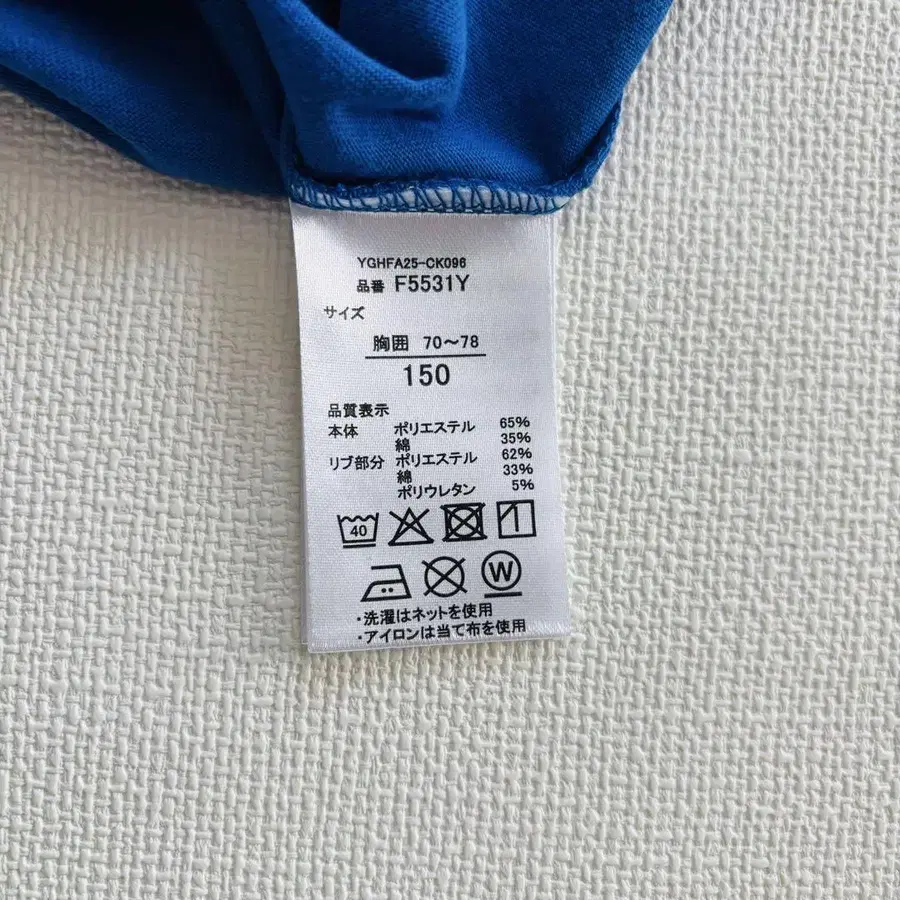 YGHFA25-CK096
品番 F5531Y
サイズ
胸囲 70～78
150
品質表示
本体 ポリエステル 65%
綿 35%
リブ部分 ポリエステル 62%
綿 33%
ポリウレタン 5%
40
W
・洗濯はネットを使用
・アイロンは当て布を使用